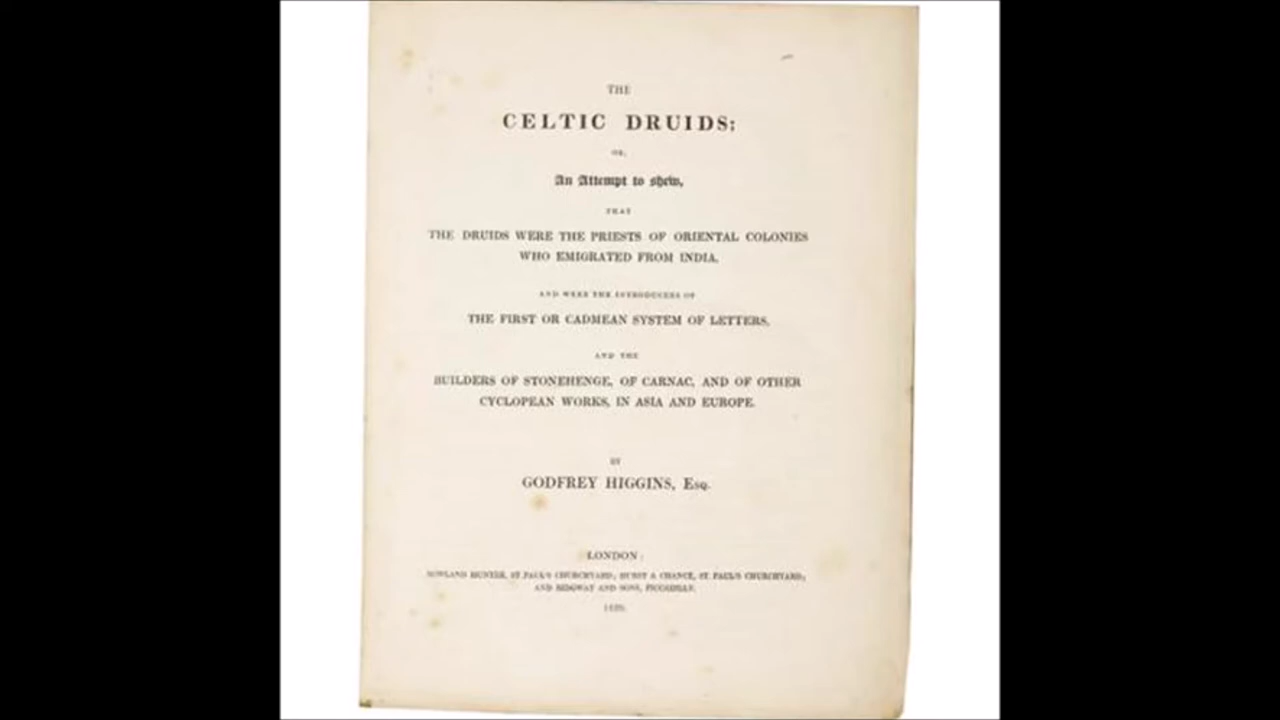 THE
CELTIC DRUIDS;
OR,
An Attempt to shew,
THAT
THE DRUIDS WERE THE PRIESTS OF ORIENTAL COLONIES
WHO EMIGRATED FROM INDIA,
AND WERE THE INTRODUCERS OF
THE FIRST OR CADMEAN SYSTEM OF LETTERS,
AND THE
BUILDERS OF STONEHENGE, OF CARNAC, AND OF OTHER
CYCLOPEAN WORKS, IN ASIA AND EUROPE.
BY
GODFREY HIGGINS, Esq.
LONDON:
ROWLAND HUNTER, ST. PAUL'S CHURCHYARD; HURST & CHANCE, ST. PAUL'S CHURCHYARD;
AND RIDGWAY AND SONS, PICCADILLY.